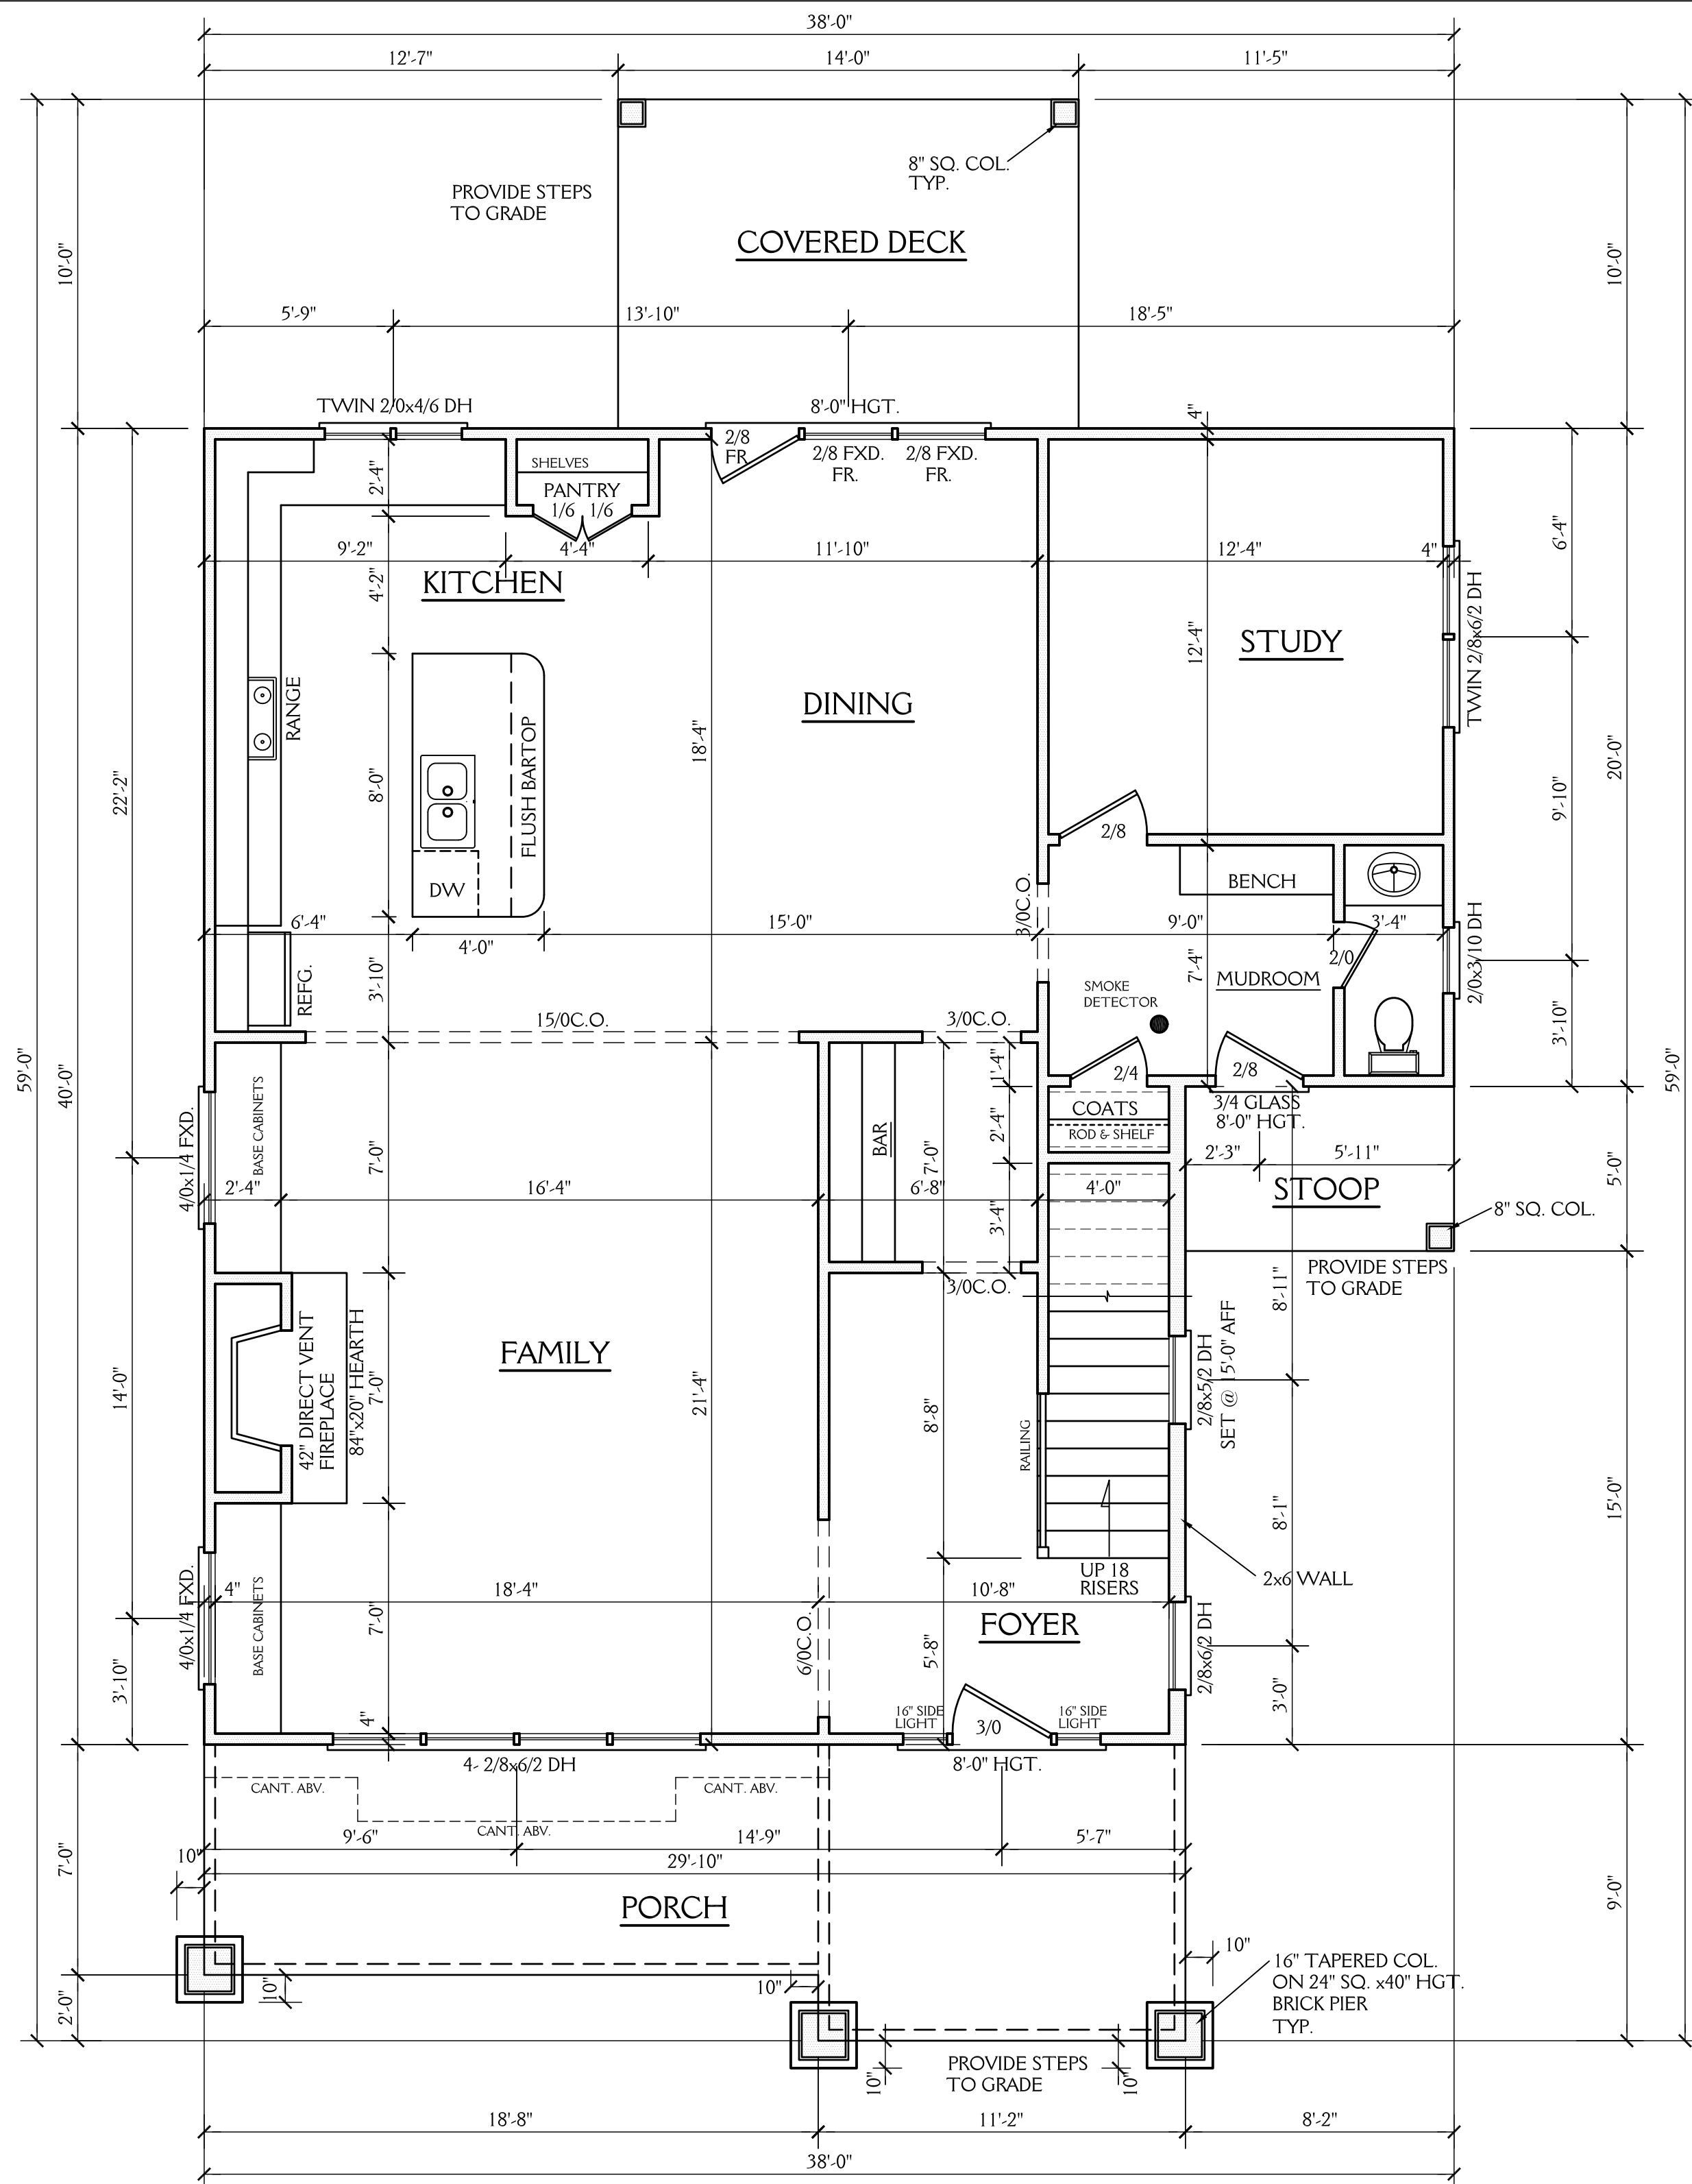 38'-0"
12'-7"
14'-0"
11'-5"
8" SQ. COL.
TYP.
PROVIDE STEPS
TO GRADE
COVERED DECK
10'-0"
10'-0"
5'-9"
13'-10"
18'-5"
TWIN 2/0x4/6 DH
8'-0" HGT.
4"
2/8
FR.
2/8 FXD.
FR.
2/8 FXD.
FR.
SHELVES
PANTRY
1/6 1/6
2'-4"
9'-2"
4'-4"
11'-10"
12'-4"
4"
6'-4"
KITCHEN
4'-2"
TWIN 2/8x6/2 DH
STUDY
12'-4"
RANGE
DINING
18'-4"
20'-0"
22'-2"
8'-0"
FLUSH BARTOP
9'-10"
2/8
DW
BENCH
3/0C.O.
6'-4"
4'-0"
15'-0"
9'-0"
3'-4"
2/0x3/10 DH
2/0
REFG.
3'-10"
7'-4"
MUDROOM
SMOKE
DETECTOR
3'-10"
15/0C.O.
3/0C.O.
59'-0"
40'-0"
59'-0"
1'-4"
2/4
2/8
3/4 GLASS
8'-0" HGT.
COATS
ROD & SHELF
4/0x1/4 FXD.
BASE CABINETS
7'-0"
BAR
7'-0"
2'-4"
2'-3"
5'-11"
5'-0"
2'-4"
16'-4"
6'-8"
4'-0"
STOOP
8" SQ. COL.
3'-4"
PROVIDE STEPS
TO GRADE
3/0C.O.
8'-11"
42" DIRECT VENT
FIREPLACE
84"x20" HEARTH
7'-0"
FAMILY
14'-0"
21'-4"
8'-8"
RAILING
2/8x5/2 DH
SET @ 15'-0" AFF
8'-1"
15'-0"
UP 18
RISERS
2x6 WALL
4/0x1/4 FXD.
4"
BASE CABINETS
18'-4"
10'-8"
7'-0"
6/0C.O.
5'-8"
FOYER
2/8x6/2 DH
3'-10"
3'-0"
4"
16" SIDE
LIGHT
3/0
16" SIDE
LIGHT
4- 2/8x6/2 DH
8'-0" HGT.
CANT. ABV.
CANT. ABV.
CANT. ABV.
9'-6"
14'-9"
5'-7"
10"
29'-10"
7'-0"
9'-0"
PORCH
10"
16" TAPERED COL.
ON 24" SQ. x40" HGT.
BRICK PIER
TYP.
10"
10"
2'-0"
PROVIDE STEPS
TO GRADE
10"
10"
18'-8"
11'-2"
8'-2"
38'-0"